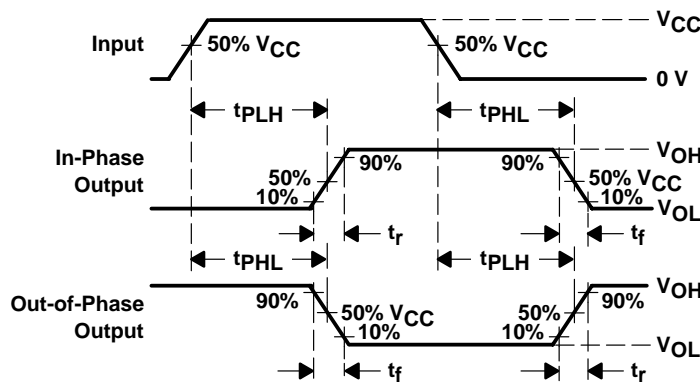 VCC
Input
50% VCC
50% VCC
0 V
tPLH
tPHL
In-Phase
Output
VOH
90%
90%
50%
10%
50% VCC
10%
VOL
tr
tf
tPHL
tPLH
Out-of-Phase
Output
VOH
90%
90%
50% VCC
10%
50%
10%
VOL
tf
tr